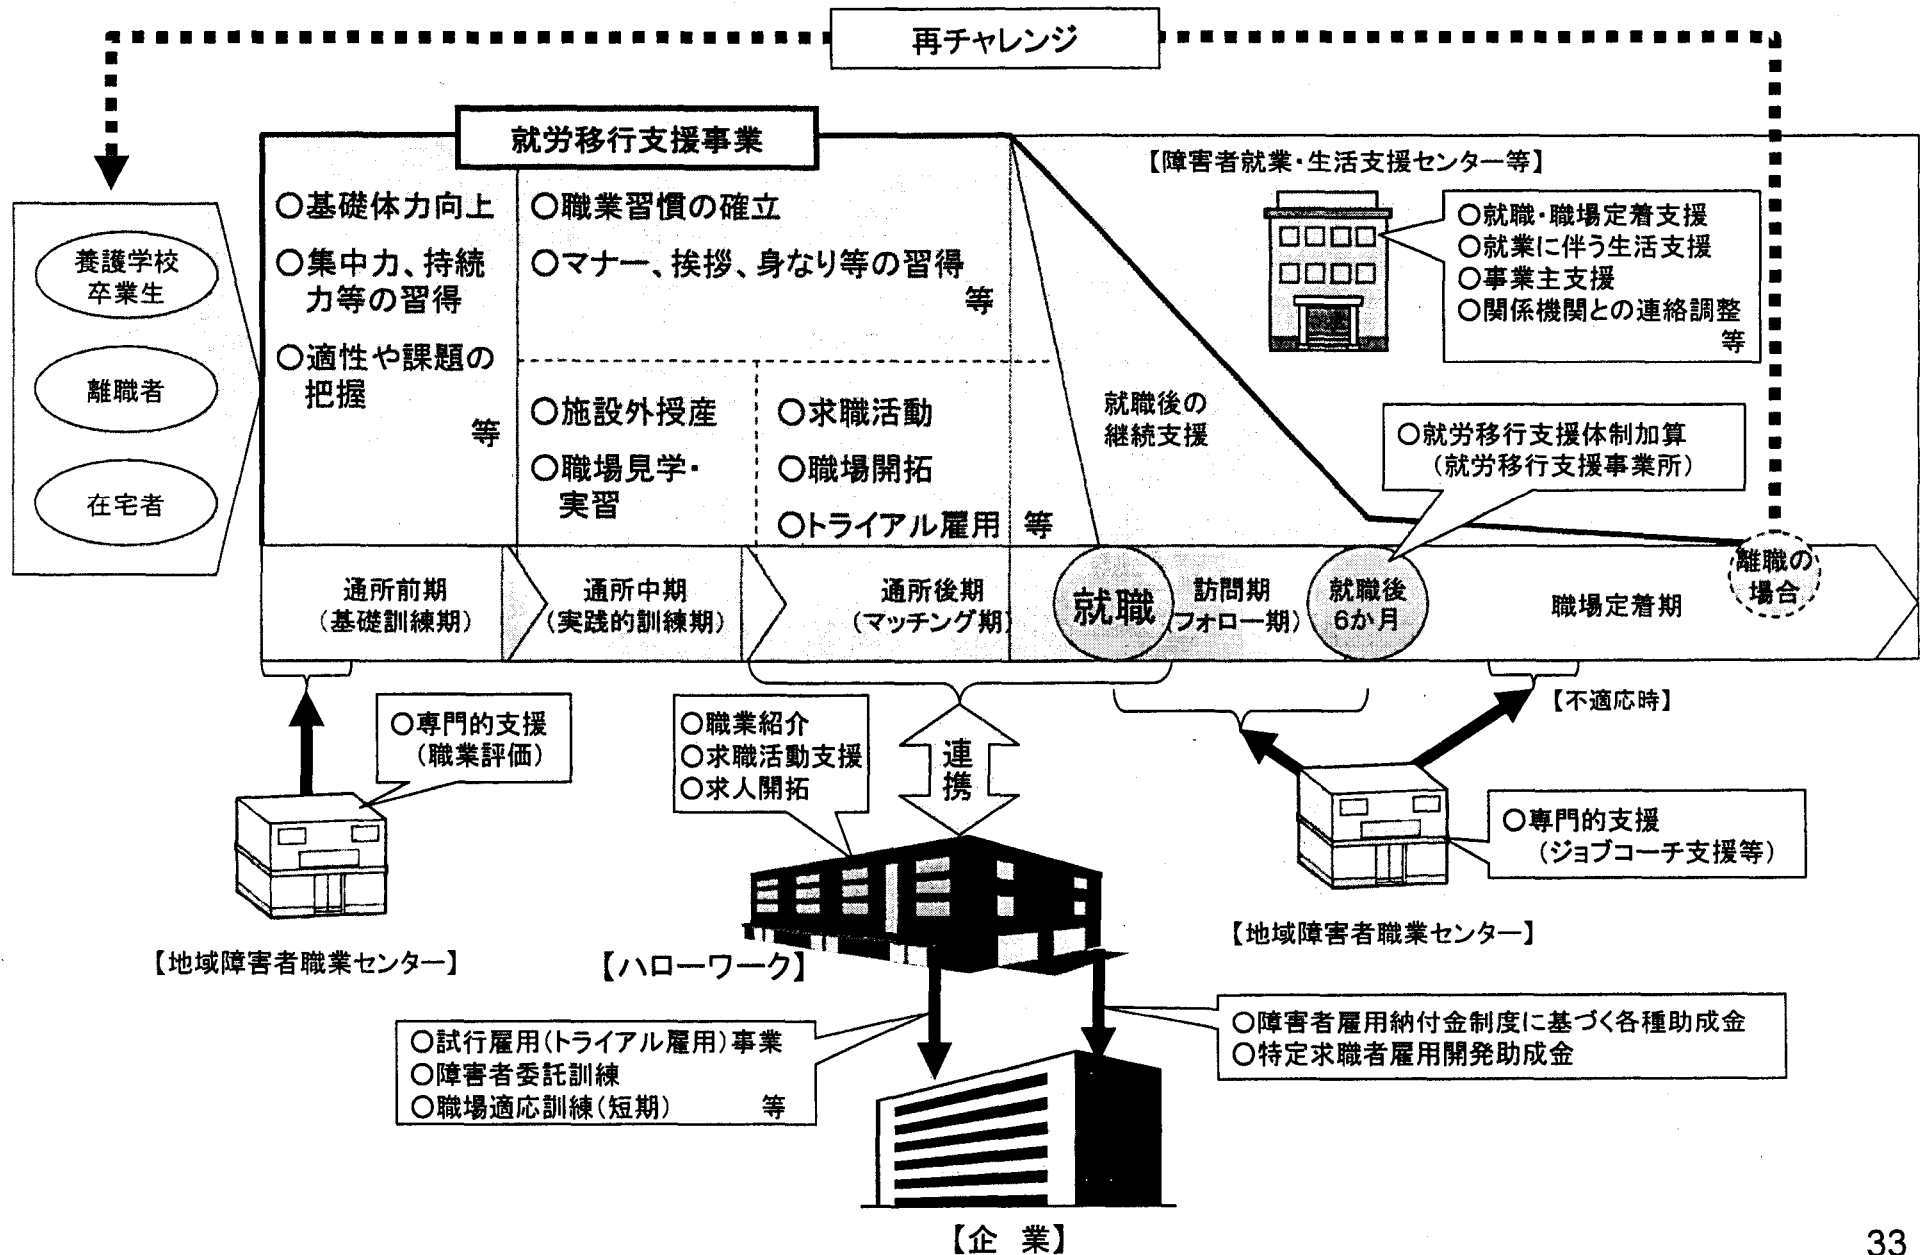 再チャレンジ
就労移行支援事業
養護学校
卒業生
離職者
在宅者
○基礎体力向上
○集中力、持続
力等の習得
○適性や課題の
把握
等
○職業習慣の確立
○マナー、挨拶、身なり等の習得
等
○施設外授産
○職場見学・
実習
○求職活動
○職場開拓
○トライアル雇用 等
就職後の
継続支援
【障害者就業・生活支援センター等】
○就職・職場定着支援
○就業に伴う生活支援
○事業主支援
○関係機関との連絡調整
等
○就労移行支援体制加算
(就労移行支援事業所)
通所前期
(基礎訓練期)
通所中期
(実践的訓練期)
通所後期
(マッチング期)
就職
訪問期
(フォロー期)
就職後
6か月
職場定着期
離職の
場合
○専門的支援
(職業評価)
【地域障害者職業センター】
○職業紹介
○求職活動支援
○求人開拓
連携
【ハローワーク】
【不適応時】
○専門的支援
(ジョブコーチ支援等)
【地域障害者職業センター】
○試行雇用(トライアル雇用)事業
○障害者委託訓練
○職場適応訓練(短期) 等
○障害者雇用納付金制度に基づく各種助成金
○特定求職者雇用開発助成金
【企 業】
33